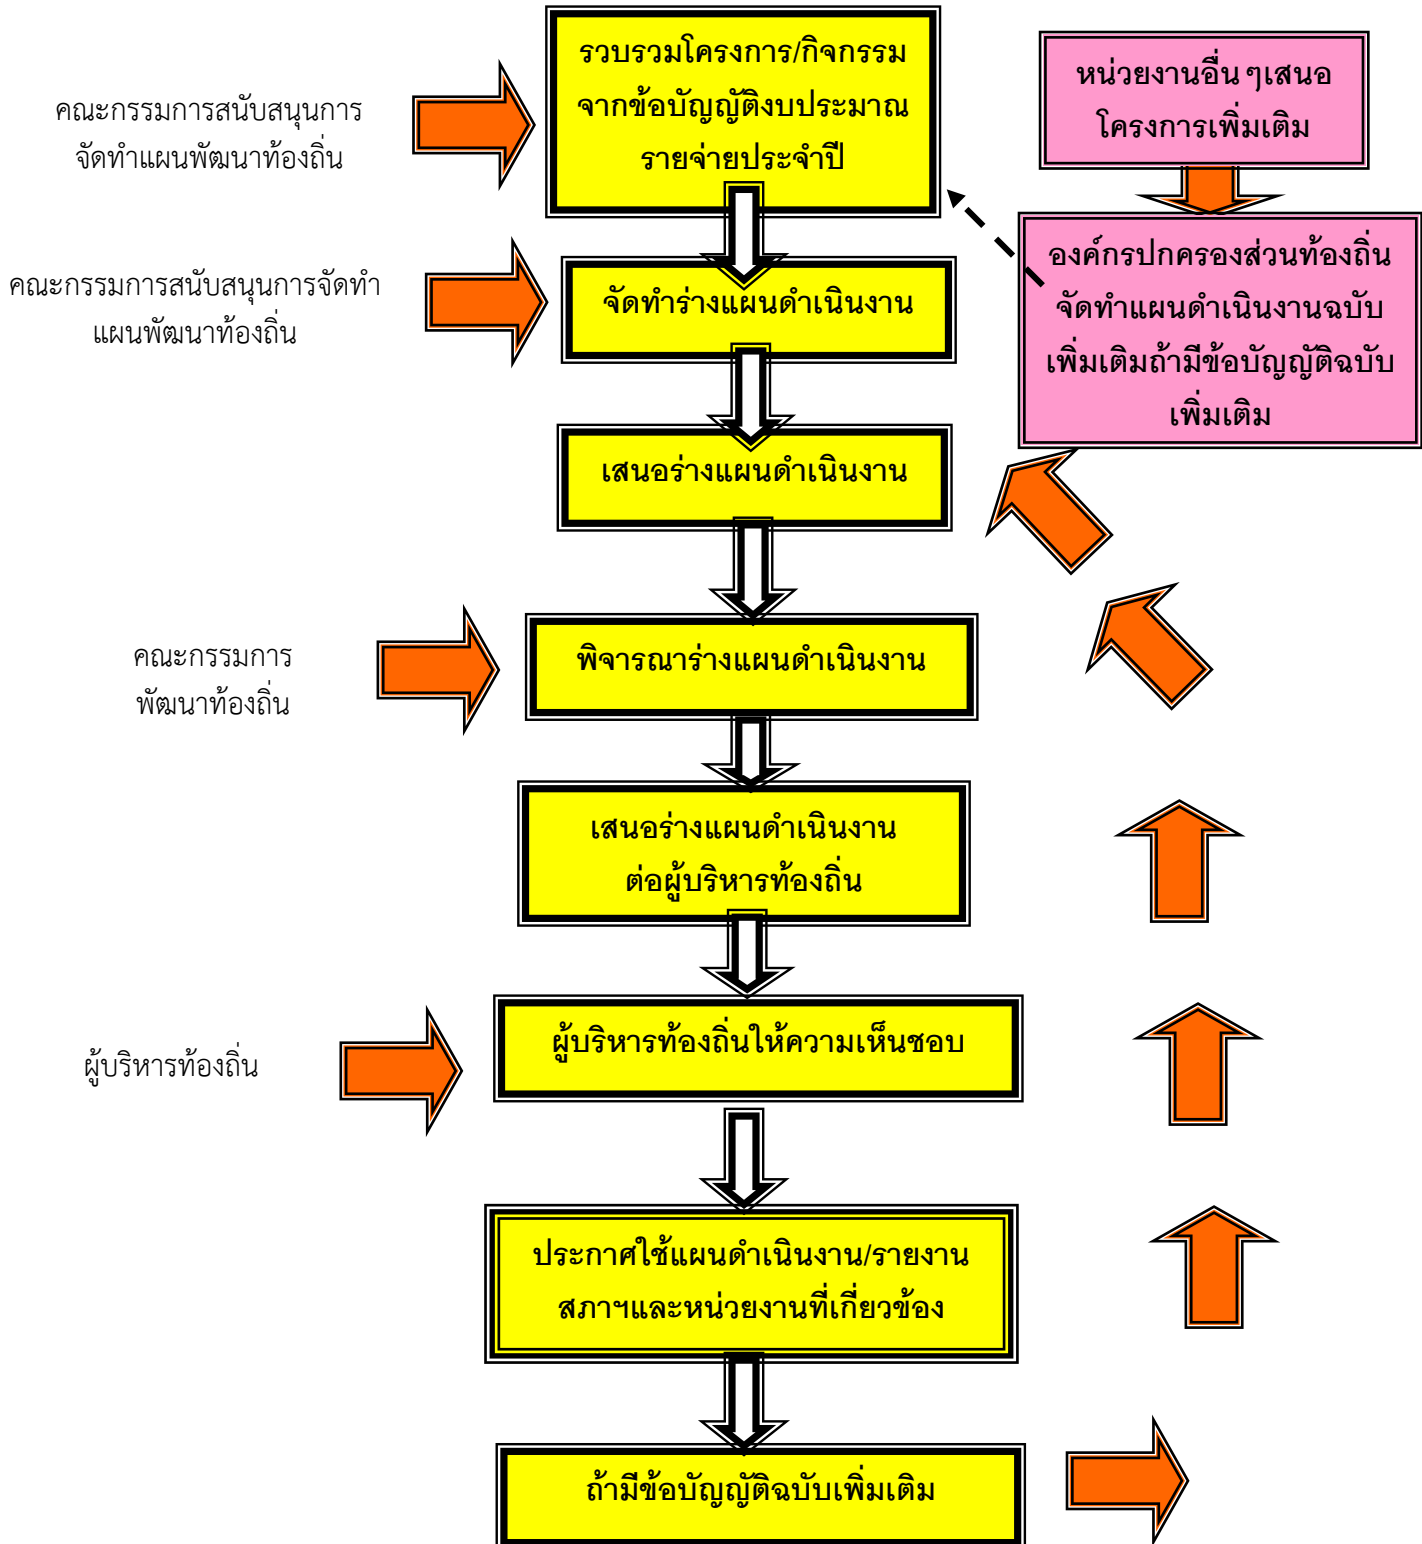 รวบรวมโครงการ/กิจกรรม
จากข้อบัญญัติงบประมาณ
รายจ่ายประจำปี
หน่วยงานอื่น ๆเสนอ
โครงการเพิ่มเติม
คณะกรรมการสนับสนุนการ
จัดทำแผนพัฒนาท้องถิ่น
องค์กรปกครองส่วนท้องถิ่น
จัดทำแผนดำเนินงานฉบับ
เพิ่มเติมถ้ามีข้อบัญญัติฉบับ
เพิ่มเติม
คณะกรรมการสนับสนุนการจัดทำ
แผนพัฒนาท้องถิ่น
จัดทำร่างแผนดำเนินงาน
เสนอร่างแผนดำเนินงาน
คณะกรรมการ
พัฒนาท้องถิ่น
พิจารณาร่างแผนดำเนินงาน
เสนอร่างแผนดำเนินงาน
ต่อผู้บริหารท้องถิ่น
ผู้บริหารท้องถิ่น
ผู้บริหารท้องถิ่นให้ความเห็นชอบ
ประกาศใช้แผนดำเนินงาน/รายงาน
สภาฯและหน่วยงานที่เกี่ยวข้อง
ถ้ามีข้อบัญญัติฉบับเพิ่มเติม